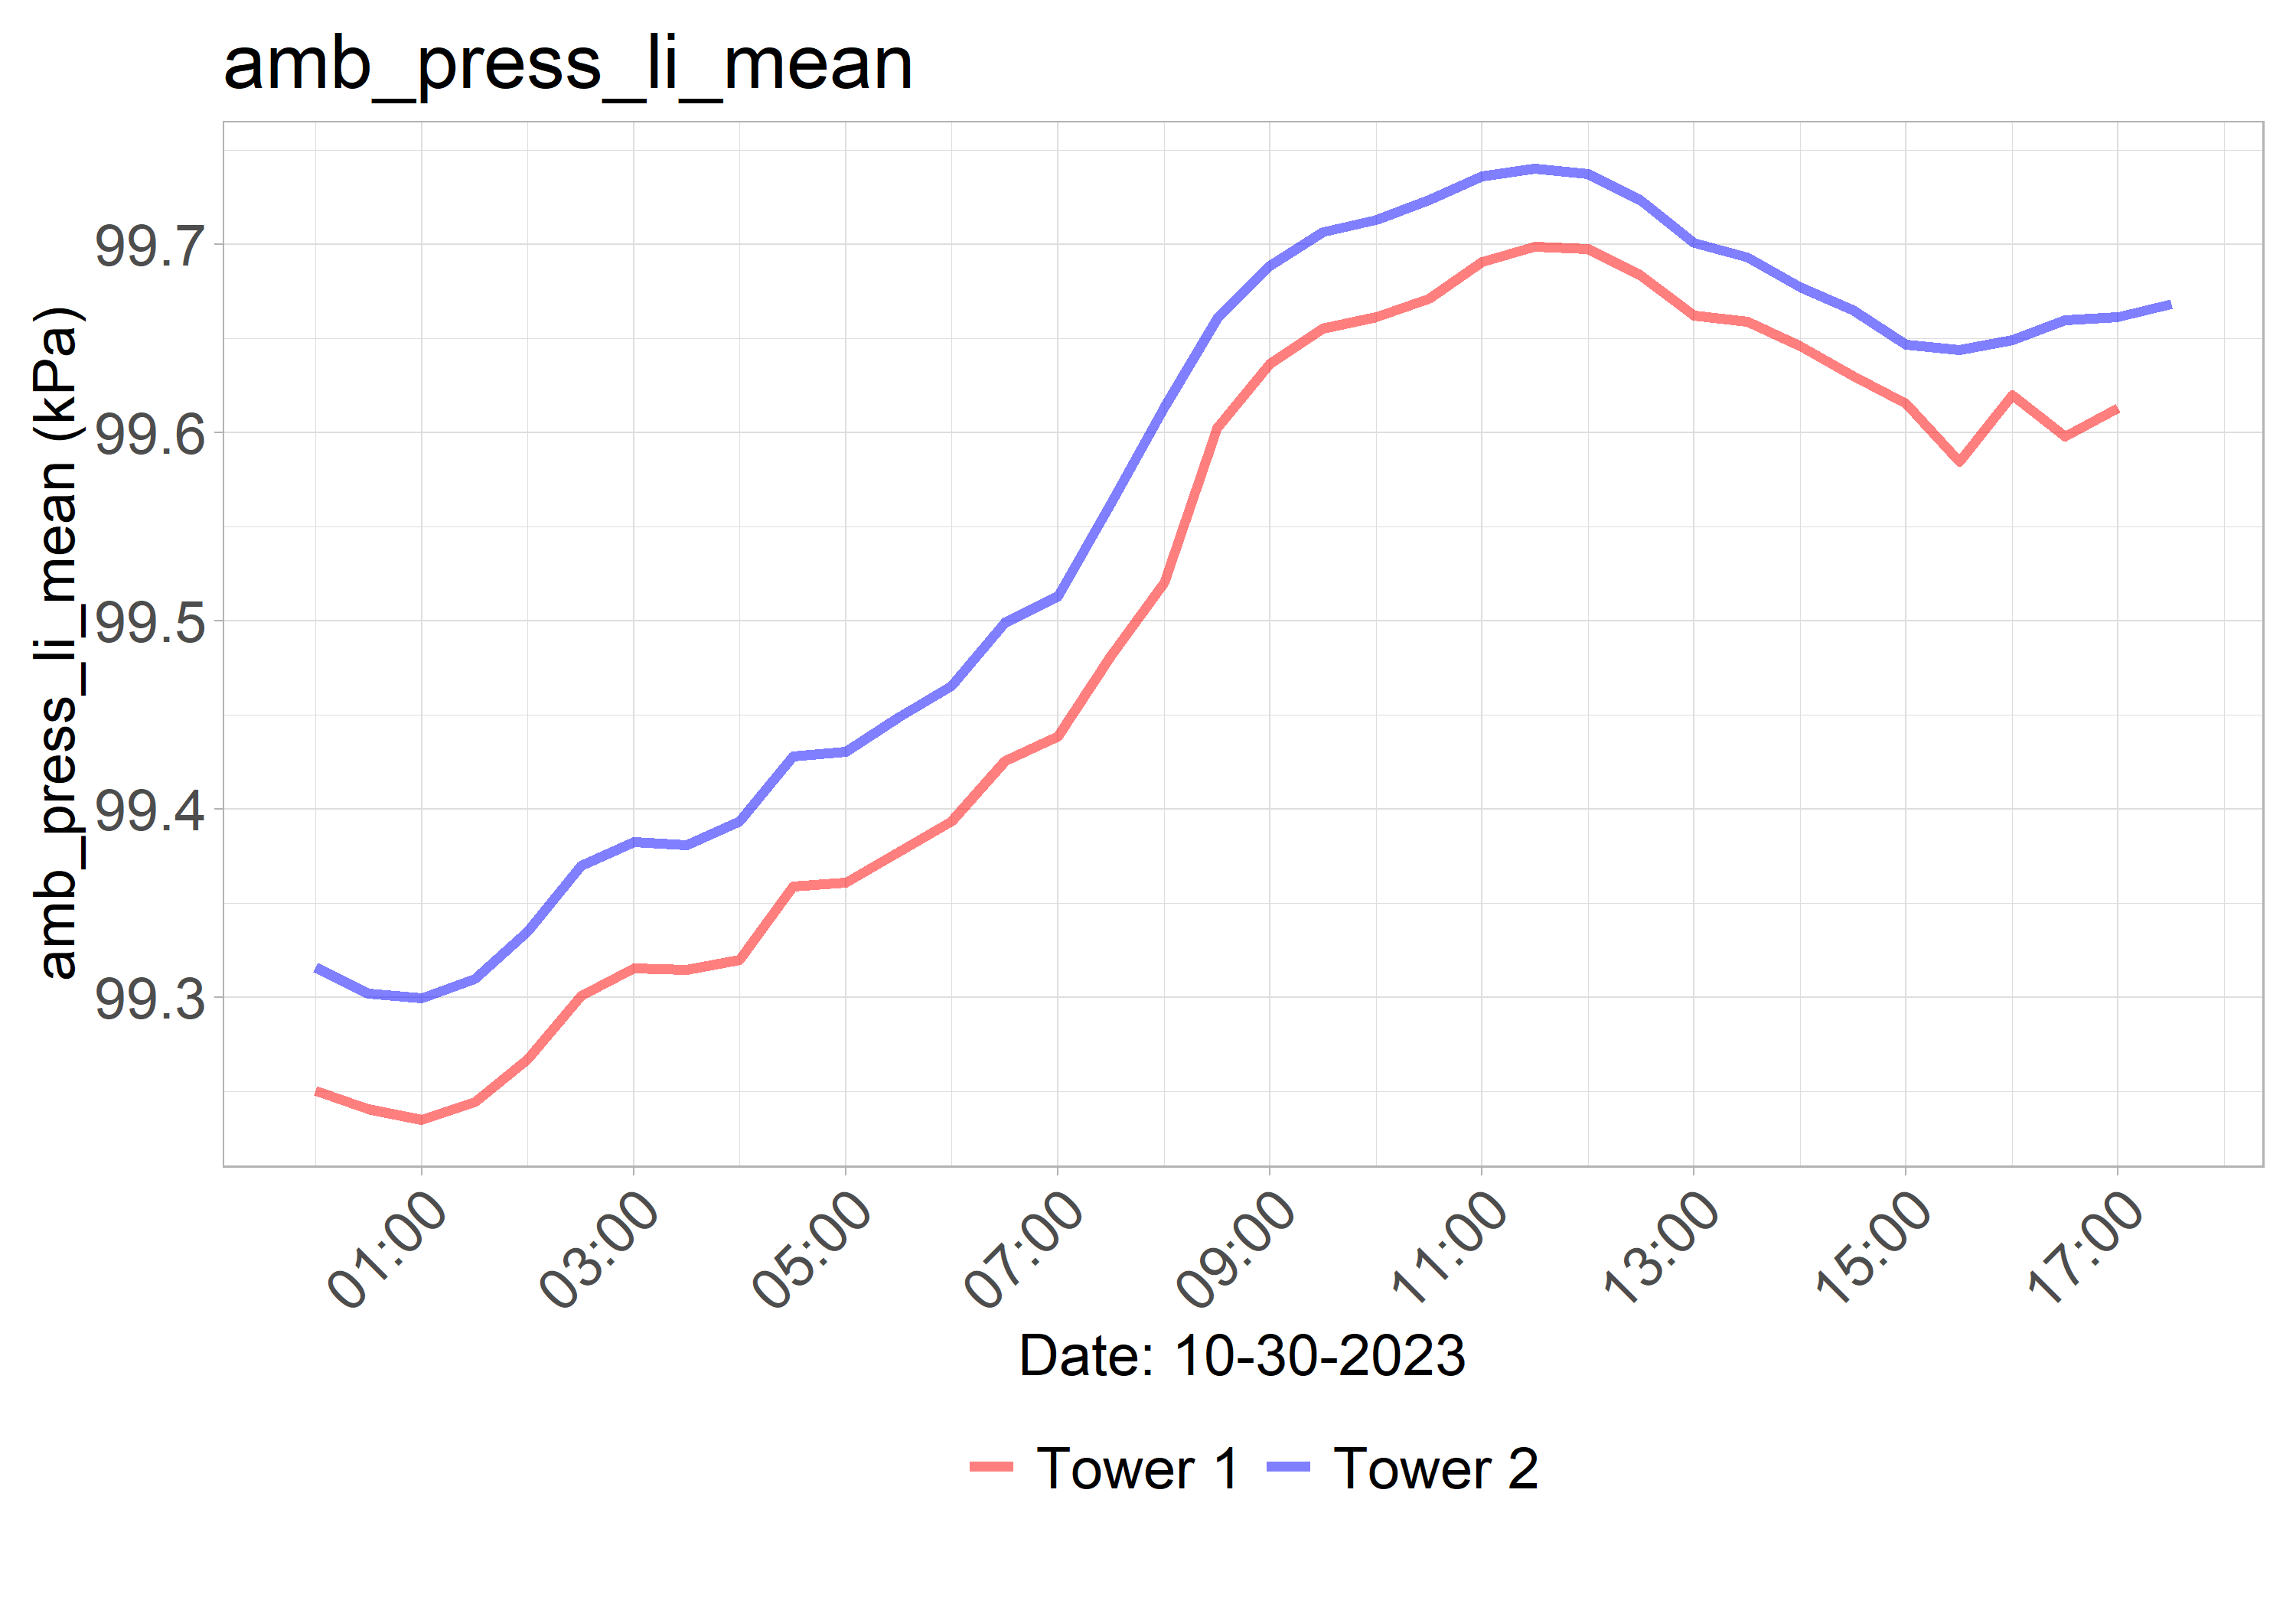 amb_press_li_mean
amb_press_li_mean (kPa)
99.7
99.6
99.5
99.4
99.3
01:00 03:00 05:00 07:00 09:00 11:00 13:00 15:00 17:00
Date: 10-30-2023
Tower 1 Tower 2